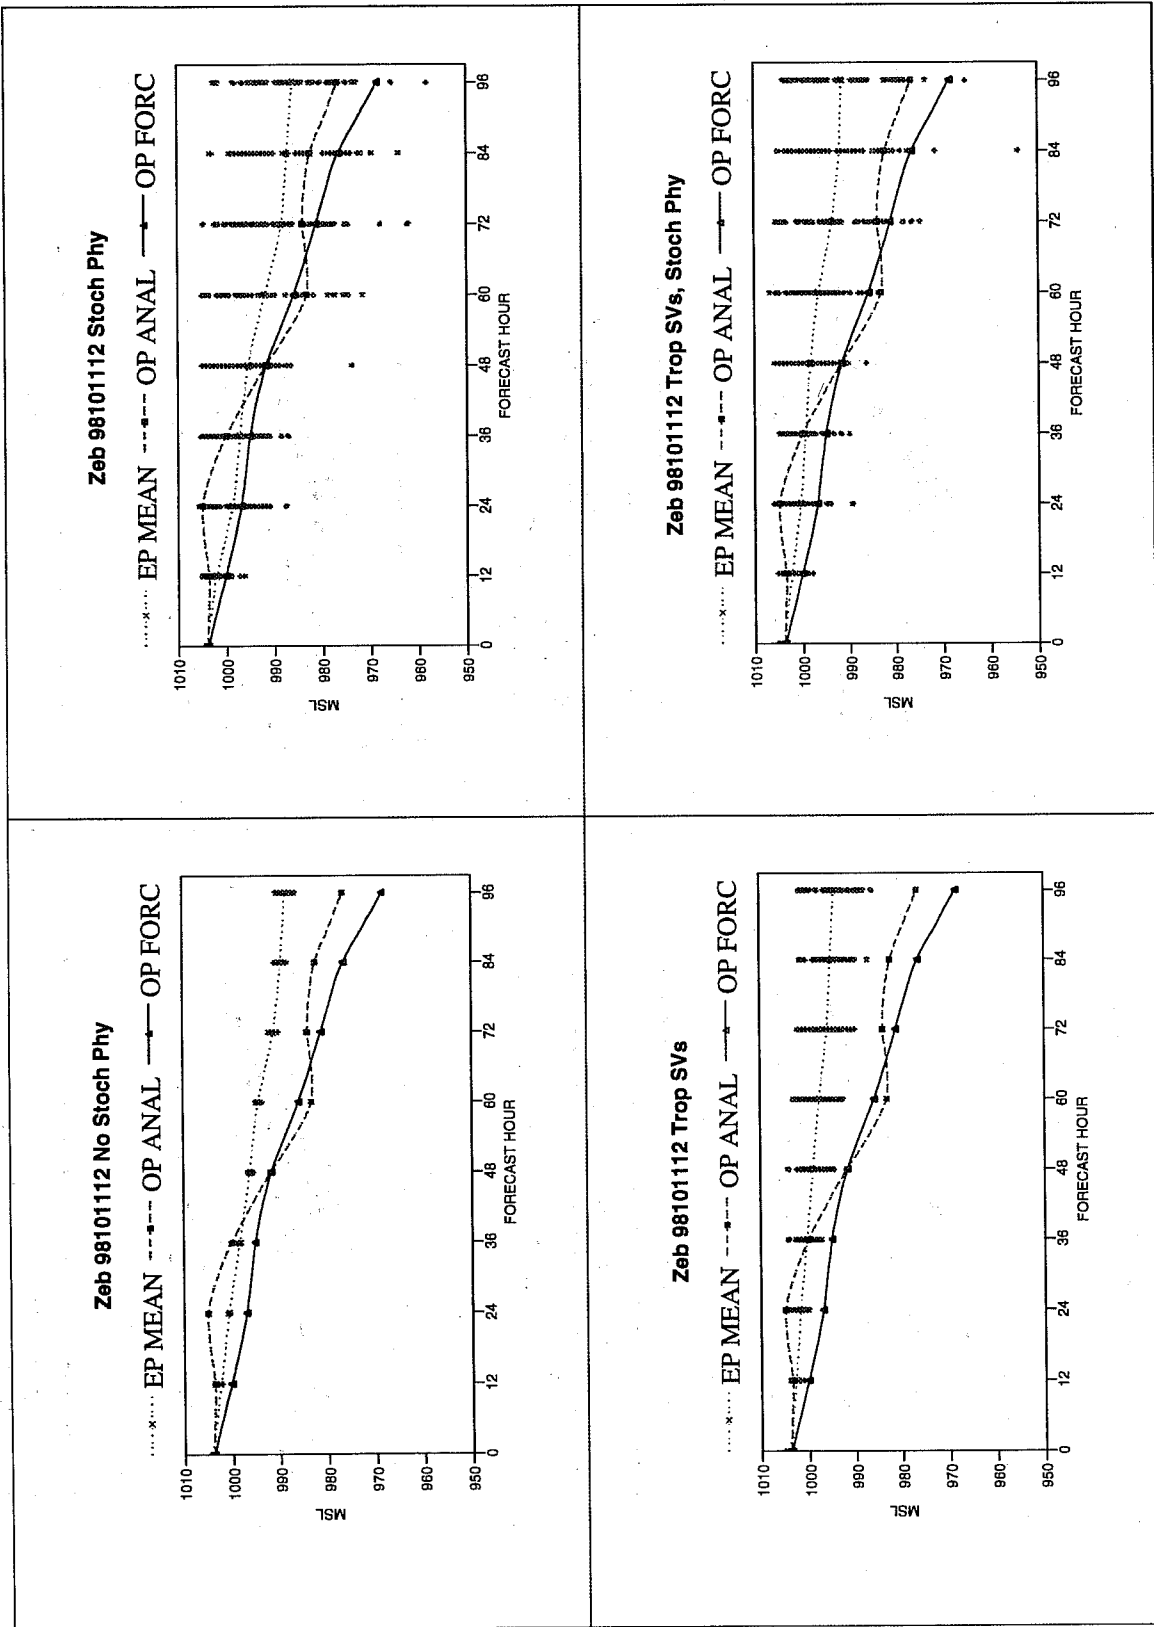 Zeb 98101112 No Stoch Phy
EP MEAN OP ANAL OP FORC
1010
1000
990
980
970
960
950
MSL
0 12 24 36 48 60 72 84 96
FORECAST HOUR
Zeb 98101112 Stoch Phy
EP MEAN OP ANAL OP FORC
1010
1000
990
980
970
960
950
MSL
0 12 24 36 48 60 72 84 96
FORECAST HOUR
Zeb 98101112 Trop SVs
EP MEAN OP ANAL OP FORC
1010
1000
990
980
970
960
950
MSL
0 12 24 36 48 60 72 84 96
FORECAST HOUR
Zeb 98101112 Trop SVs, Stoch Phy
EP MEAN OP ANAL OP FORC
1010
1000
990
980
970
960
950
MSL
0 12 24 36 48 60 72 84 96
FORECAST HOUR